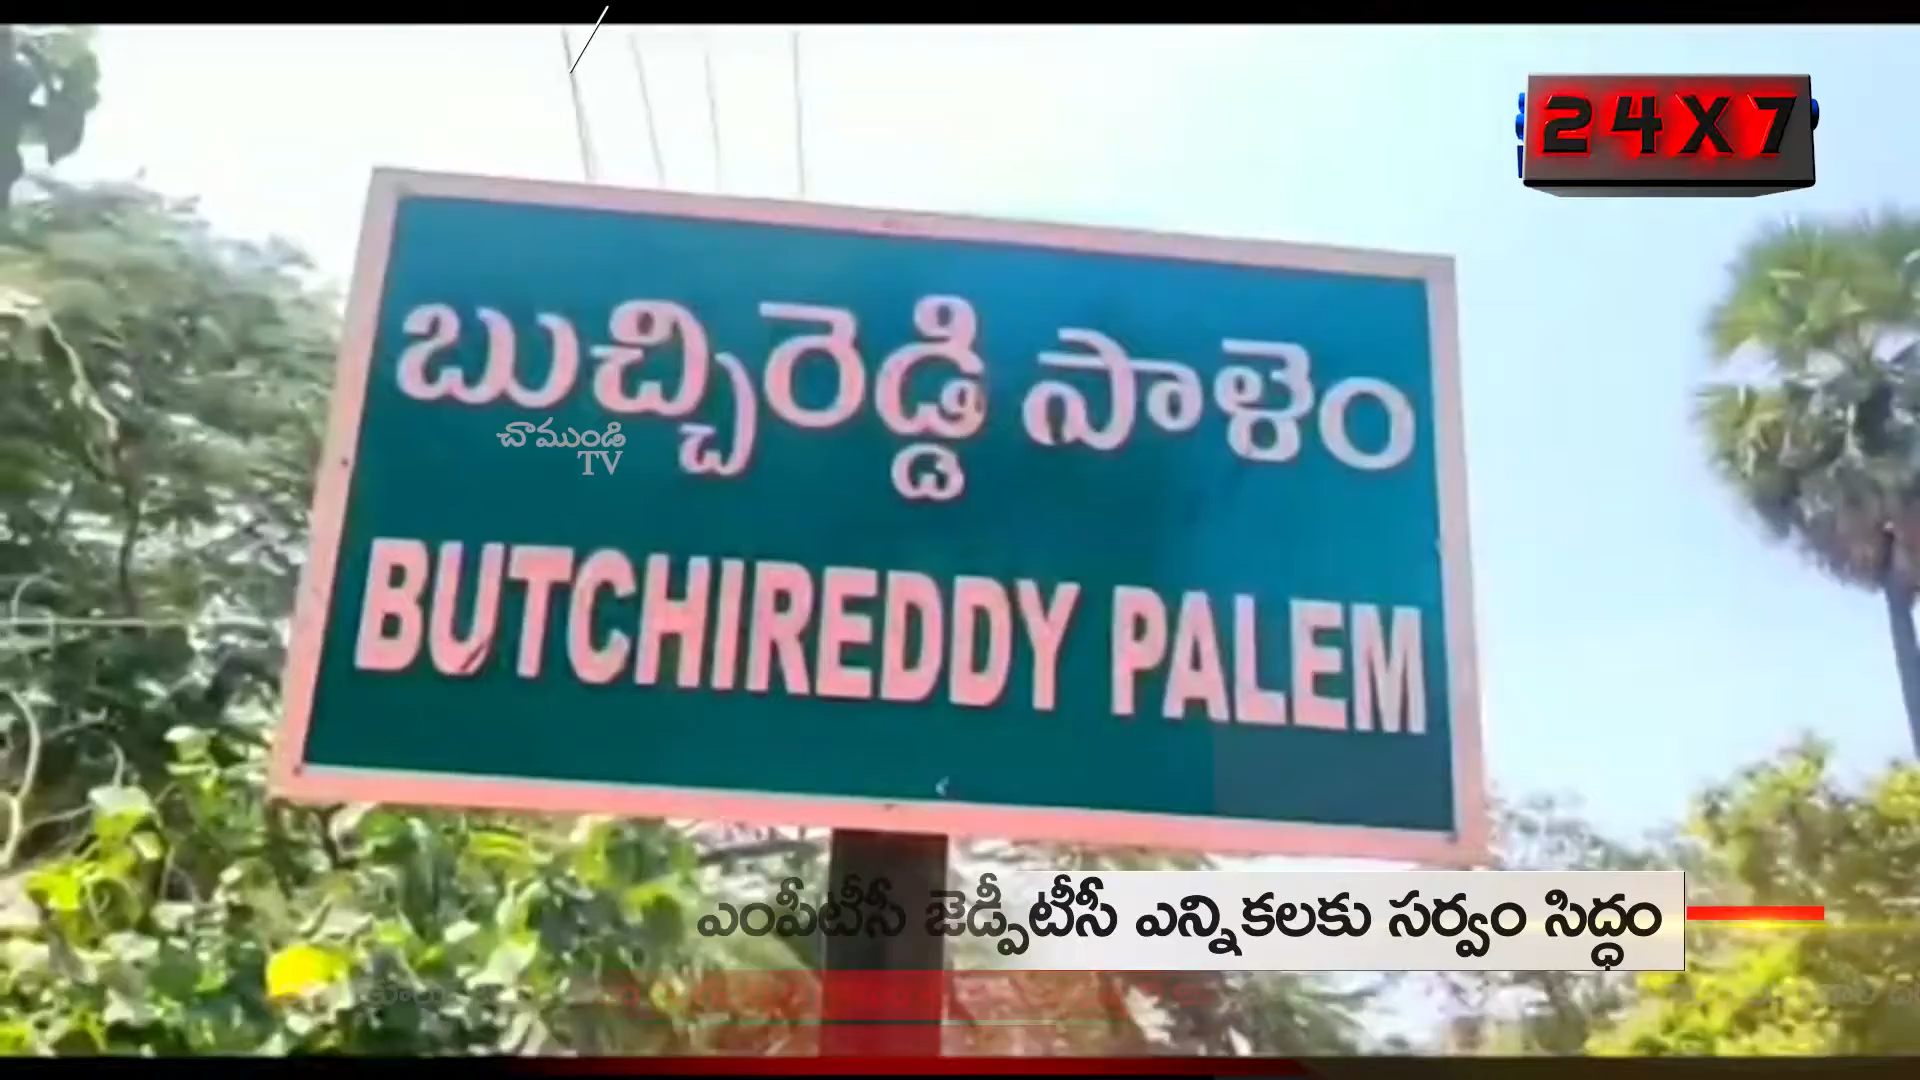 24X7
బుచ్చిరెడ్డి పాళెం
చాముండి
TV
BUTCHIREDDY PALEM
ఎంపీటీసీ జెడ్పీటీసీ ఎన్నికలకు సర్వం సిద్ధం